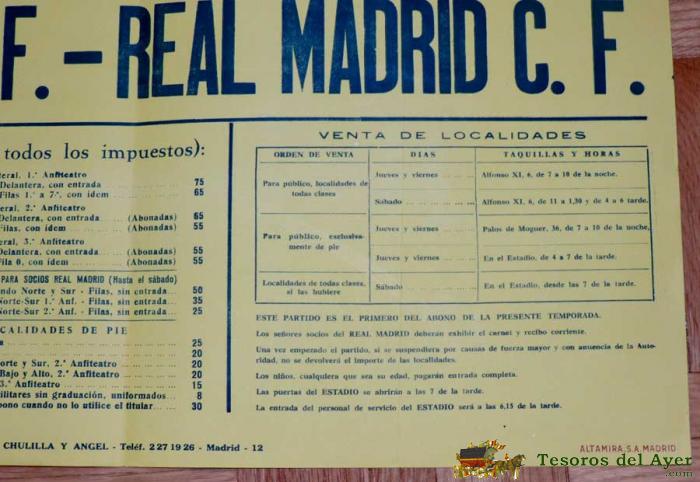 F. - REAL MADRID C. F.
todos los impuestos):
teral, 1.ª Anfiteatro
Delantera, con entrada 75
Filas 1.ª a 7.ª, con idem 65
eral, 2.º Anfiteatro
Delantera, con entrada (Abonadas) 65
Filas, con idem (Abonadas) 55
eral, 3.º Anfiteatro
Delantera, con entrada (Abonadas) 55
Fila 0, con idem (Abonadas) 55
PARA SOCIOS REAL MADRID (Hasta el sábado)
ndo Norte y Sur - Filas, sin entrada 50
Norte-Sur 1.º Anf. - Filas, sin entrada 35
Norte-Sur 2.º Anf. - Filas, sin entrada 25
CALIDADES DE PIE
25
20
orte y Sur, 2.º Anfiteatro 20
Bajo y Alto, 2.º Anfiteatro 20
3.º Anfiteatro 15
ilitares sin graduación, uniformados 8
bono cuando no lo utilice el titular 30
VENTA DE LOCALIDADES
ORDEN DE VENTA DIAS TAQUILLAS Y HORAS
Para público, localidades de todas clases
Jueves y viernes Alfonso XI, 6, de 7 a 10 de la noche.
Sábado Alfonso XI, 6, de 11 a 1,30 y de 4 a 6 tarde.
Para público, exclusivamente de pie
Jueves y viernes Palos de Moguer, 36, de 7 a 10 de la noche.
Jueves y viernes En el Estadio, de 4 a 7 de la tarde.
Localidades de todas clases, si las hubiere
Sábado En el Estadio, desde las 7 de la tarde.
ESTE PARTIDO ES EL PRIMERO DEL ABONO DE LA PRESENTE TEMPORADA.
Los señores socios del REAL MADRID deberán exhibir el carnet y recibo corriente.
Una vez empezado el partido, si se suspendiera por causas de fuerza mayor y con anuencia de la Auto-
ridad, no se devolverá el importe de las localidades.
Los niños, cualquiera que sea su edad, pagarán entrada completa.
Las puertas del ESTADIO se abrirán a las 7 de la tarde.
La entrada del personal de servicio del ESTADIO será a las 6,15 de la tarde.
CHULILLA Y ANGEL - Teléf. 2 27 19 26 - Madrid - 12
ALTAMIRA, S.A. MADRID
Tesoros del Ayer
.com